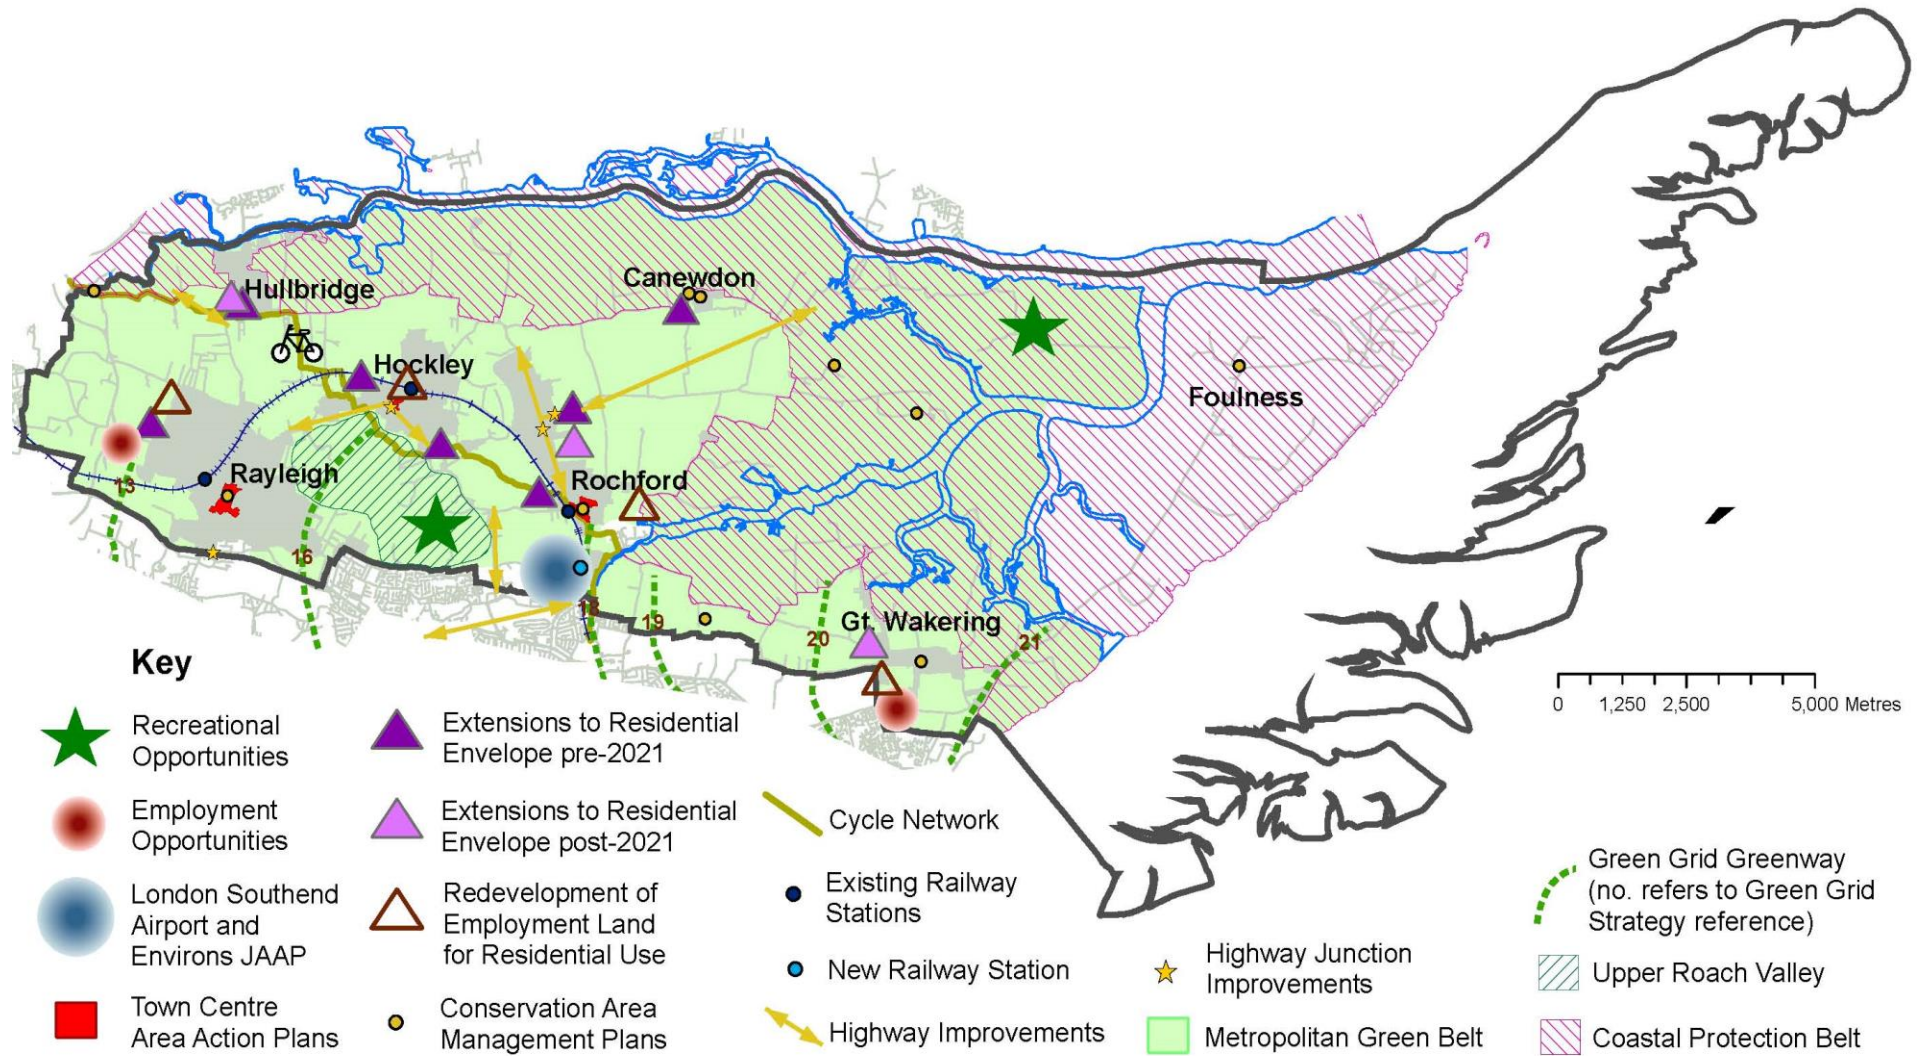 Canewdon
Hullbridge
Hockley
Foulness
Rayleigh
Rochford
13
16
18
19
20
Gt. Wakering
21
Key
Recreational
Opportunities
Employment
Opportunities
London Southend
Airport and
Environs JAAP
Town Centre
Area Action Plans
Extensions to Residential
Envelope pre-2021
Extensions to Residential
Envelope post-2021
Redevelopment of
Employment Land
for Residential Use
Conservation Area
Management Plans
Cycle Network
Existing Railway
Stations
New Railway Station
Highway Improvements
Highway Junction
Improvements
Metropolitan Green Belt
0 1,250 2,500 5,000 Metres
Green Grid Greenway
(no. refers to Green Grid
Strategy reference)
Upper Roach Valley
Coastal Protection Belt